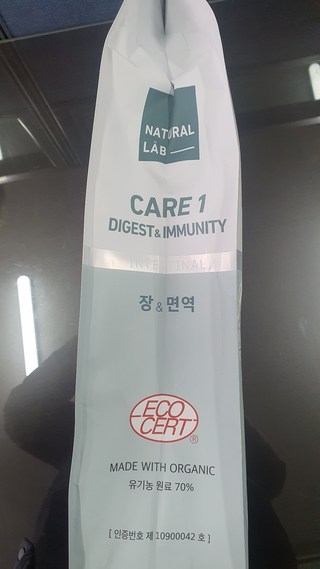 NATURAL
LAB
CARE 1
DIGEST & IMMUNITY
INTESTINAL
장 & 면역
ECO
CERT
®
MADE WITH ORGANIC
유기농 원료 70%
[ 인증번호 제 10900042 호 ]